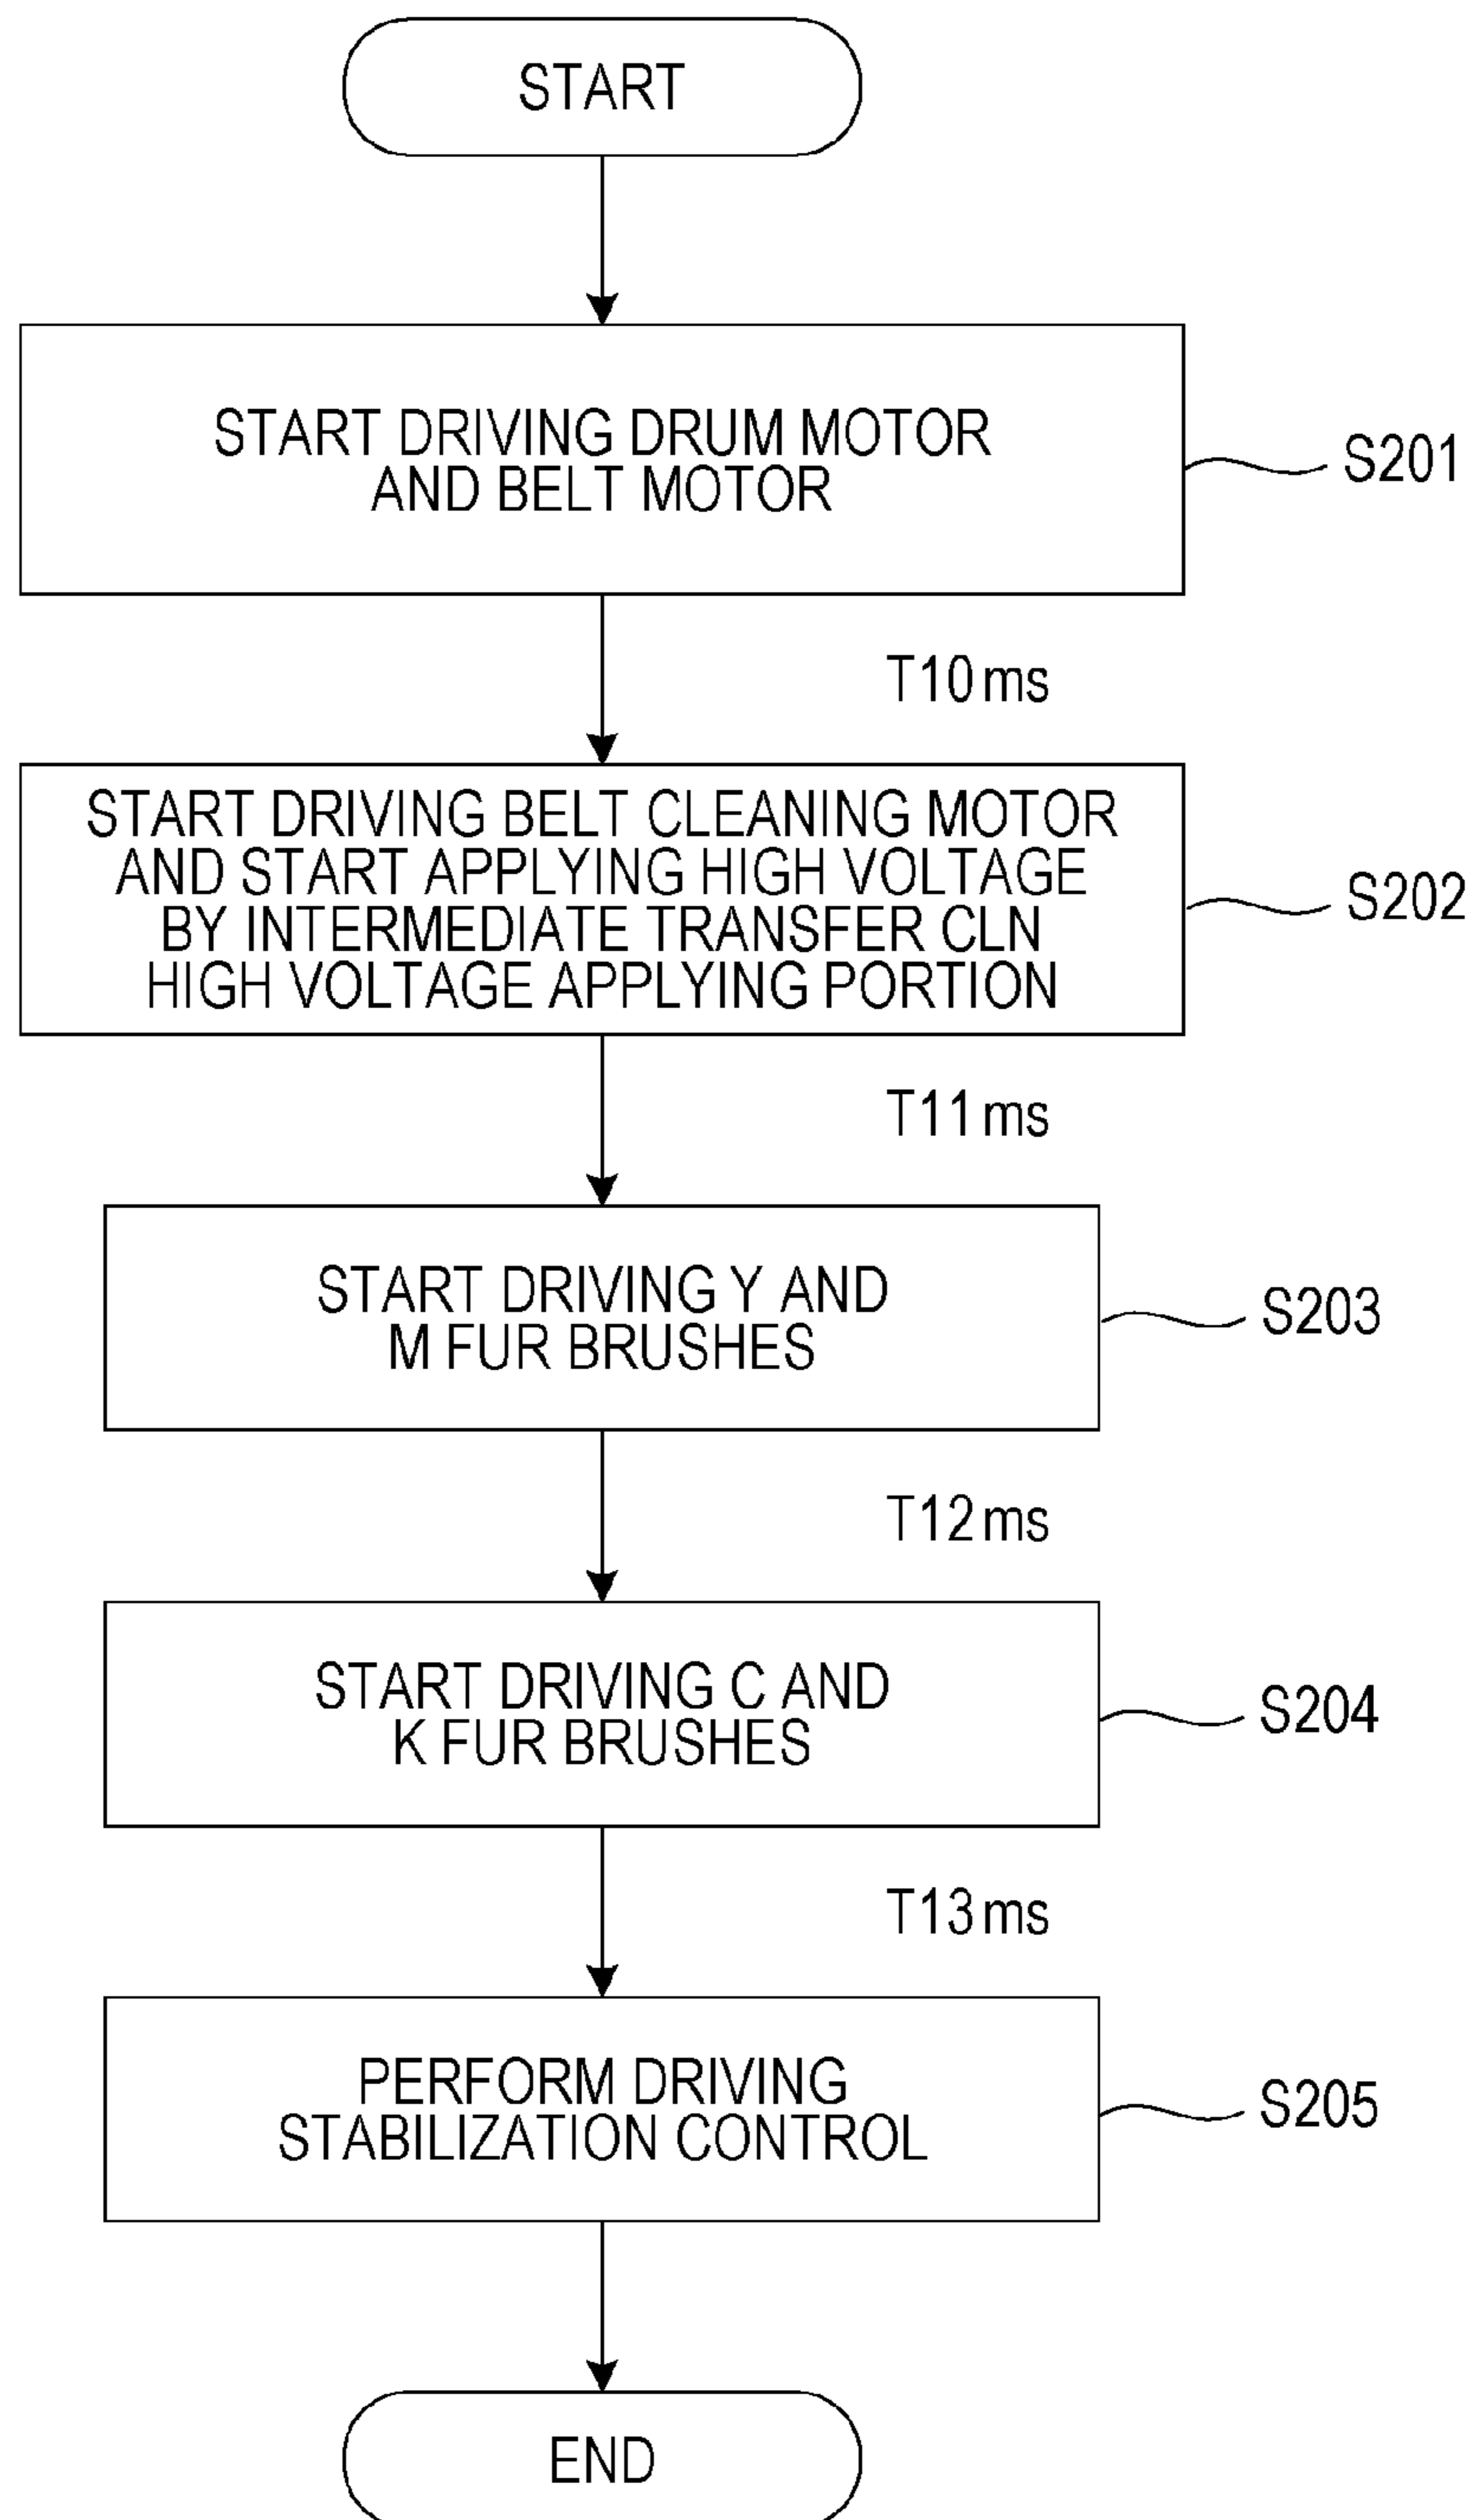 START
START DRIVING DRUM MOTOR
AND BELT MOTOR
S201
T10 ms
START DRIVING BELT CLEANING MOTOR
AND START APPLYING HIGH VOLTAGE
BY INTERMEDIATE TRANSFER CLN
HIGH VOLTAGE APPLYING PORTION
S202
T11 ms
START DRIVING Y AND
M FUR BRUSHES
S203
T12 ms
START DRIVING C AND
K FUR BRUSHES
S204
T13 ms
PERFORM DRIVING
STABILIZATION CONTROL
S205
END